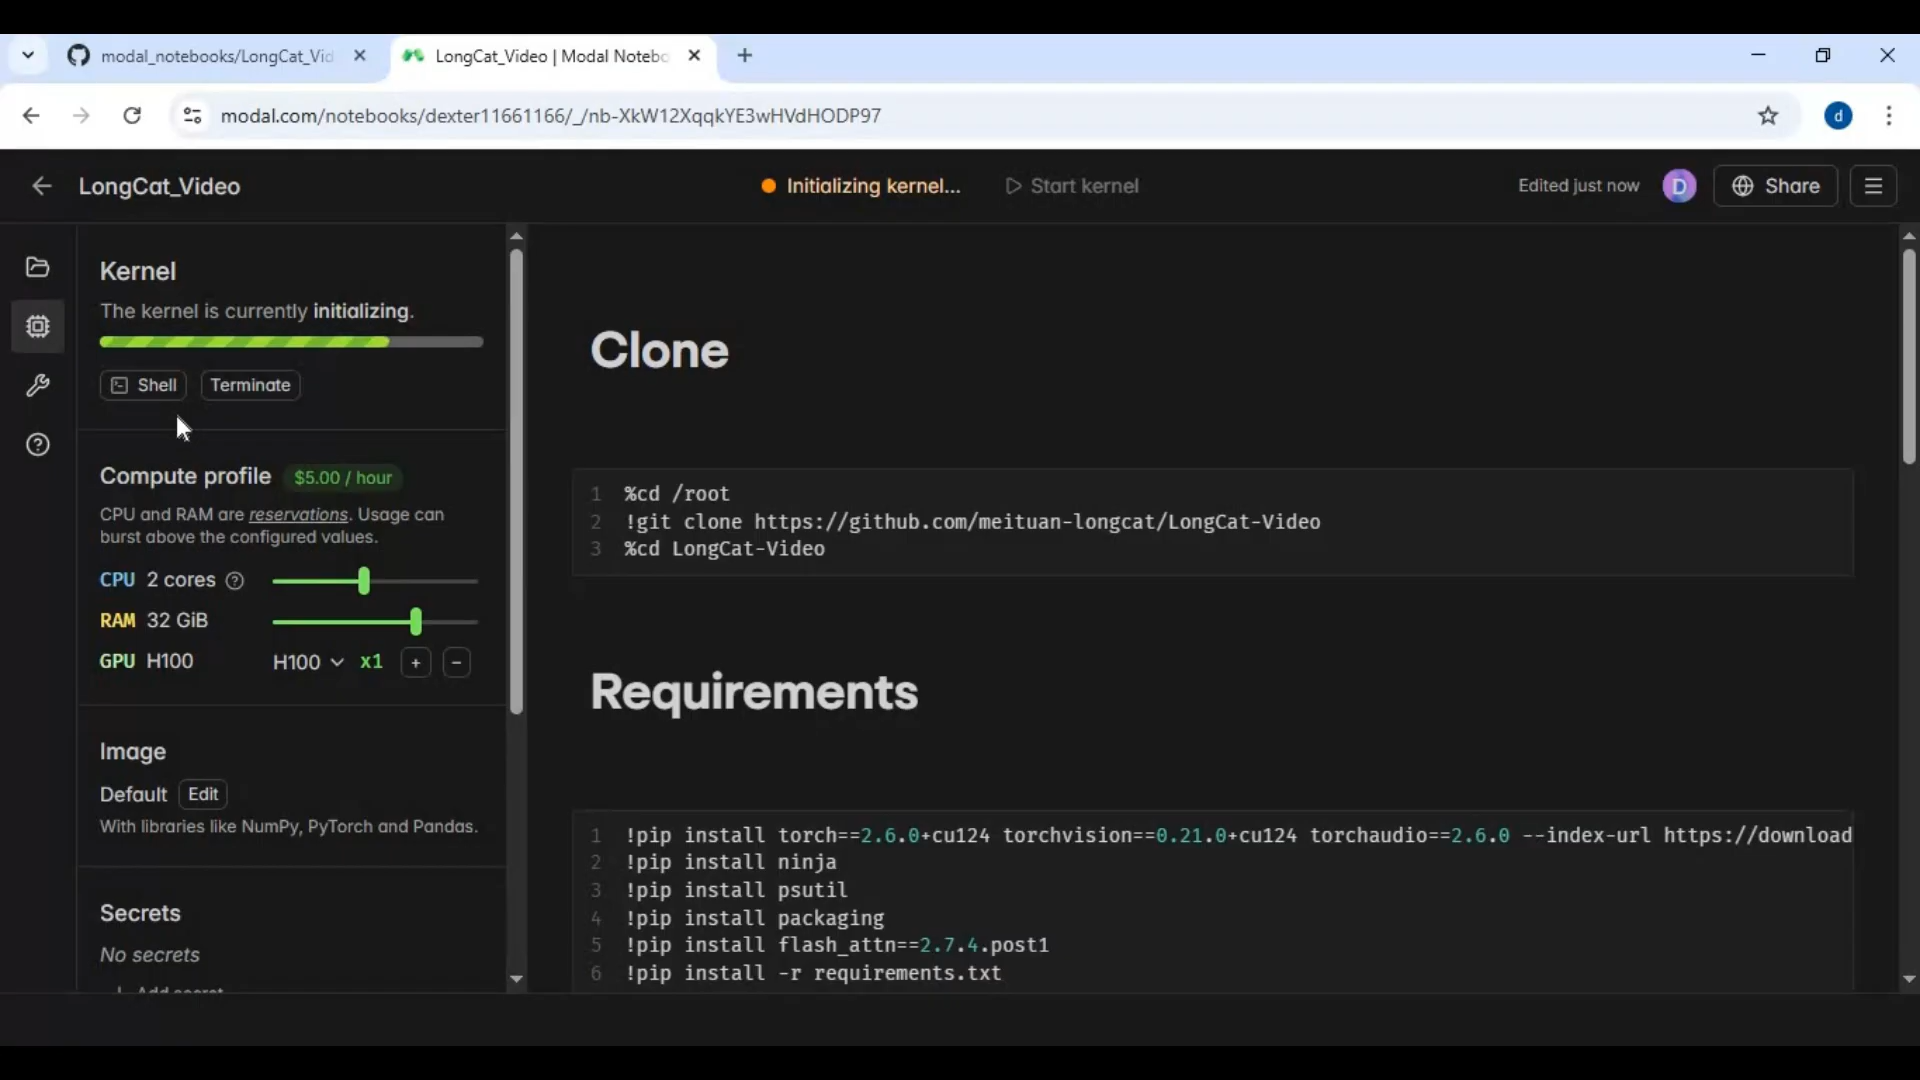 modal_notebooks/LongCat_Vid
LongCat_Video | Modal Notebo
modal.com/notebooks/dexter11661166/_/nb-XkW12XqqkYE3wHVdHODP97
d
LongCat_Video
Initializing kernel...
Start kernel
Edited just now
D
Share
Kernel
The kernel is currently initializing.
Shell
Terminate
Compute profile
$5.00 / hour
CPU and RAM are reservations. Usage can
burst above the configured values.
CPU 2 cores
RAM 32 GiB
GPU H100
H100
x1
+
-
Image
Default
Edit
With libraries like NumPy, PyTorch and Pandas.
Secrets
No secrets
Add secret
Clone
1 %cd /root
2 !git clone https://github.com/meituan-longcat/LongCat-Video
3 %cd LongCat-Video
Requirements
1 !pip install torch==2.6.0+cu124 torchvision==0.21.0+cu124 torchaudio==2.6.0 --index-url https://download
2 !pip install ninja
3 !pip install psutil
4 !pip install packaging
5 !pip install flash_attn==2.7.4.post1
6 !pip install -r requirements.txt